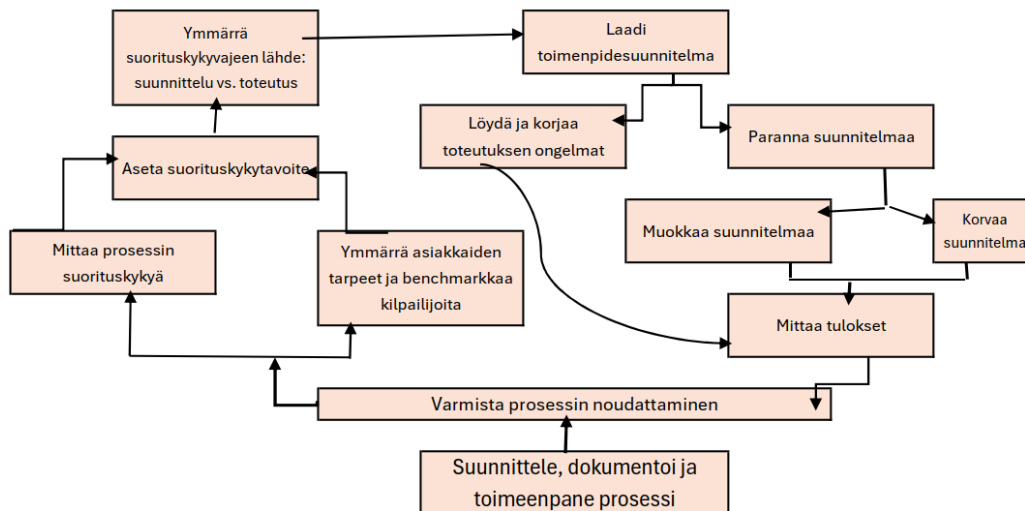 Ymmärrä
suorituskykyvajeen lähde:
suunnittelu vs. toteutus
Laadi
toimenpidesuunnitelma
Löydä ja korjaa
toteutuksen ongelmat
Paranna suunnitelmaa
Aseta suorituskykytavoite
Mittaa prosessin
suorituskykyä
Ymmärrä asiakkaiden
tarpeet ja benchmarkkaa
kilpailijoita
Muokkaa suunnitelmaa
Korvaa
suunnitelma
Mittaa tulokset
Varmista prosessin noudattaminen
Suunnittele, dokumentoi ja
toimeenpane prosessi